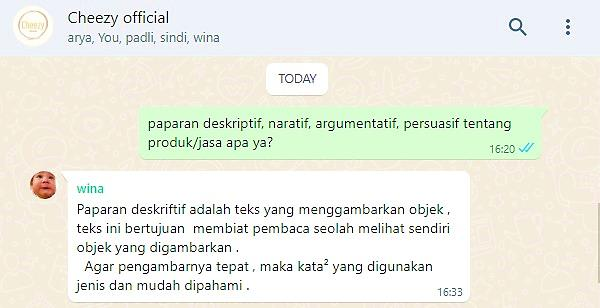 Cheezy
Cheezy official
arya, You, padli, sindi, wina
TODAY
paparan deskriptif, naratif, argumentatif, persuasif tentang
produk/jasa apa ya?
16:20
wina
Paparan deskriftif adalah teks yang menggambarkan objek ,
teks ini bertujuan membiat pembaca seolah melihat sendiri
objek yang digambarkan .
Agar pengambarnya tepat , maka kata² yang digunakan
jenis dan mudah dipahami .
16:33